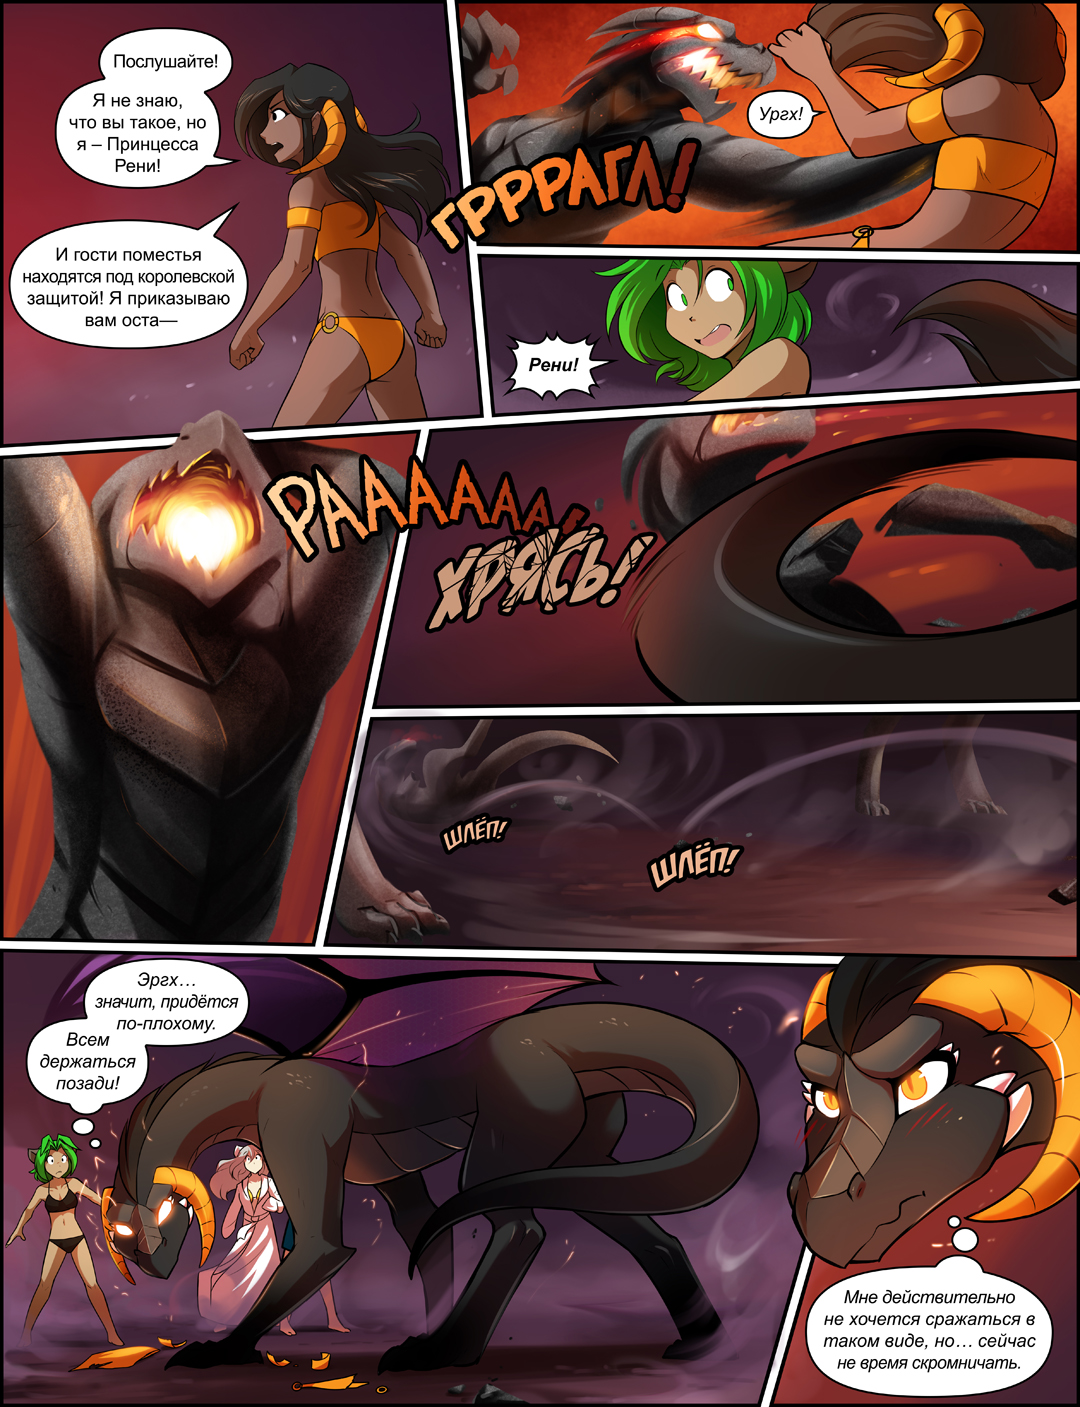 Послушайте!
Я не знаю,
что вы такое, но
я – Принцесса
Рени!
И гости поместья
находятся под королевской
защитой! Я приказываю
вам оста—
Ургх!
ГРРРАГЛ!
Рени!
РАААААаа!
ХРЯСЬ!
ШЛЁП!
ШЛЁП!
Эргх...
значит, придётся
по-плохому.
Всем
держаться
позади!
Мне действительно
не хочется сражаться в
таком виде, но... сейчас
не время скромничать.